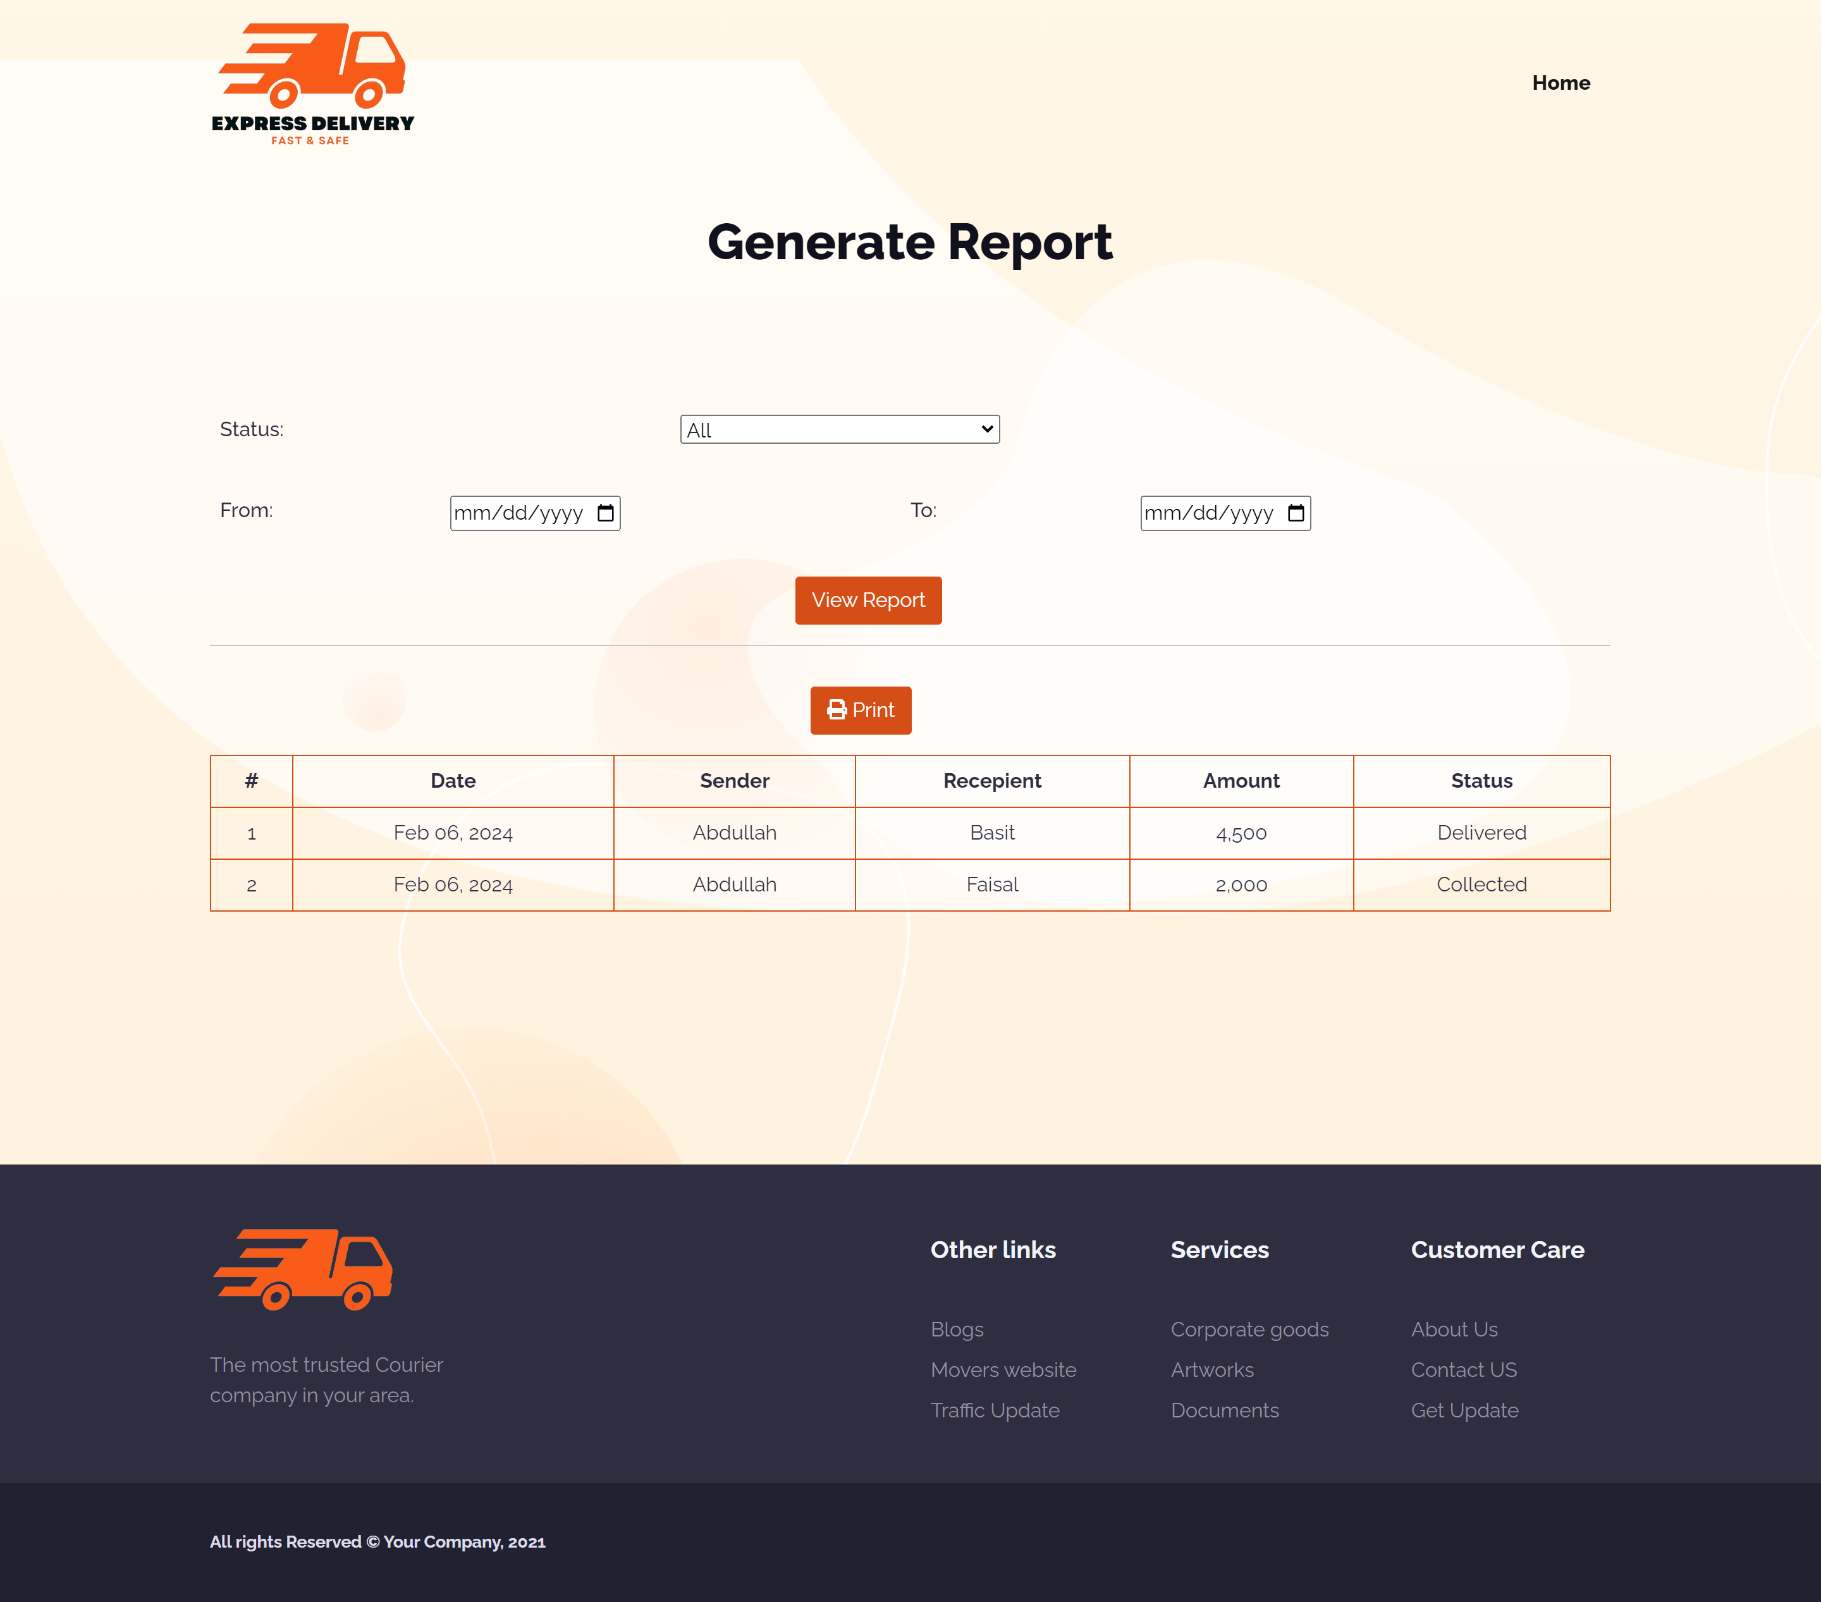 EXPRESS DELIVERY
FAST & SAFE
Home
Generate Report
Status:
All
From:
mm/dd/yyyy
To:
mm/dd/yyyy
View Report
Print
# Date Sender Recepient Amount Status
1 Feb 06, 2024 Abdullah Basit 4,500 Delivered
2 Feb 06, 2024 Abdullah Faisal 2,000 Collected
The most trusted Courier
company in your area.
Other links
Blogs
Movers website
Traffic Update
Services
Corporate goods
Artworks
Documents
Customer Care
About Us
Contact US
Get Update
All rights Reserved © Your Company, 2021